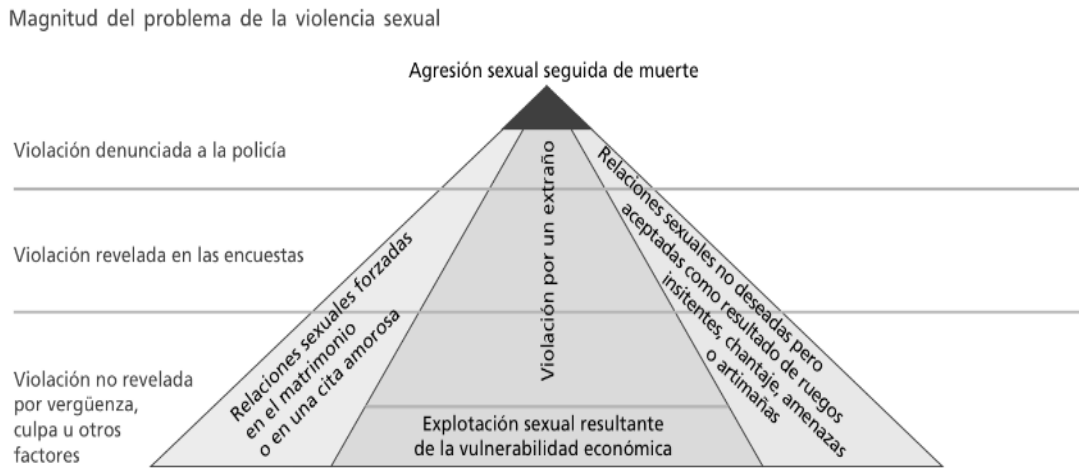 Magnitud del problema de la violencia sexual
Agresión sexual seguida de muerte
Violación denunciada a la policía
Violación revelada en las encuestas
Violación no revelada
por vergüenza,
culpa u otros
factores
Relaciones sexuales forzadas
en el matrimonio
o en una cita amorosa
Violación por un extraño
Relaciones sexuales no deseadas pero
aceptadas como resultado de ruegos
insitentes, chantaje, amenazas
o artimañas
Explotación sexual resultante
de la vulnerabilidad económica